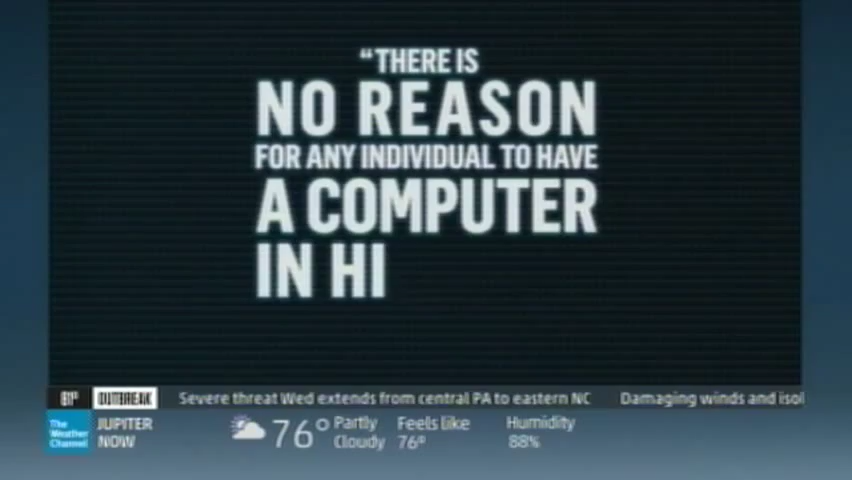 “THERE IS
NO REASON
FOR ANY INDIVIDUAL TO HAVE
A COMPUTER
IN HI
OUTBREAK Severe threat Wed extends from central PA to eastern NC Damaging winds and isol
The Weather Channel
JUPITER
NOW
76° Partly Cloudy
Feels like
76°
Humidity
88%